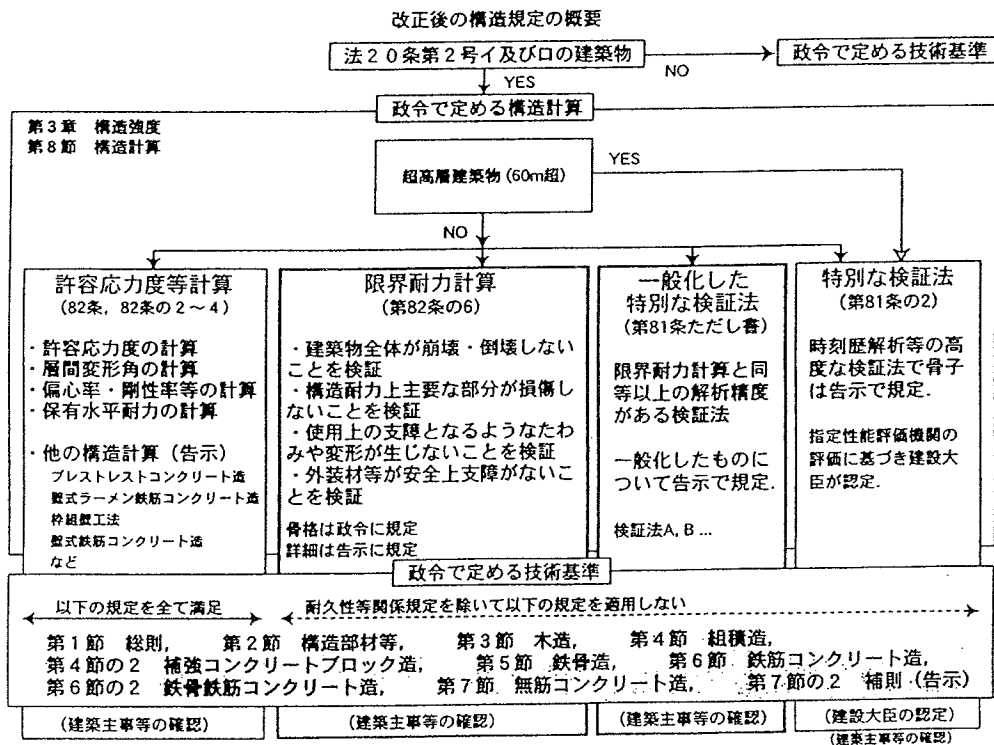 改正後の構造規定の概要
法20条第2号イ及びロの建築物
NO
政令で定める技術基準
YES
政令で定める構造計算
第3章 構造強度
第8節 構造計算
超高層建築物(60m超)
YES
NO
許容応力度等計算
(82条, 82条の2〜4)
・許容応力度の計算
・層間変形角の計算
・偏心率・剛性率等の計算
・保有水平耐力の計算
・他の構造計算(告示)
プレストレストコンクリート造
壁式ラーメン鉄筋コンクリート造
枠組壁工法
壁式鉄筋コンクリート造
など
限界耐力計算
(第82条の6)
・建築物全体が崩壊・倒壊しない
ことを検証
・構造耐力上主要な部分が損傷し
ないことを検証
・使用上の支障となるようなたわ
みや変形が生じないことを検証
・外装材等が安全上支障がないこ
とを検証
骨格は政令に規定
詳細は告示に規定
一般化した
特別な検証法
(第81条ただし書)
限界耐力計算と同
等以上の解析精度
がある検証法
一般化したものに
ついて告示で規定.
検証法A, B ...
特別な検証法
(第81条の2)
時刻歴解析等の高
度な検証法で骨子
は告示で規定.
指定性能評価機関の
評価に基づき建設大
臣が認定.
政令で定める技術基準
以下の規定を全て満足
耐久性等関係規定を除いて以下の規定を適用しない
第1節 総則, 第2節 構造部材等, 第3節 木造, 第4節 組積造,
第4節の2 補強コンクリートブロック造, 第5節 鉄骨造, 第6節 鉄筋コンクリート造,
第6節の2 鉄骨鉄筋コンクリート造, 第7節 無筋コンクリート造, 第7節の2 補則(告示)
(建築主事等の確認)
(建築主事等の確認)
(建築主事等の確認)
(建設大臣の認定)
(建築主事等の確認)